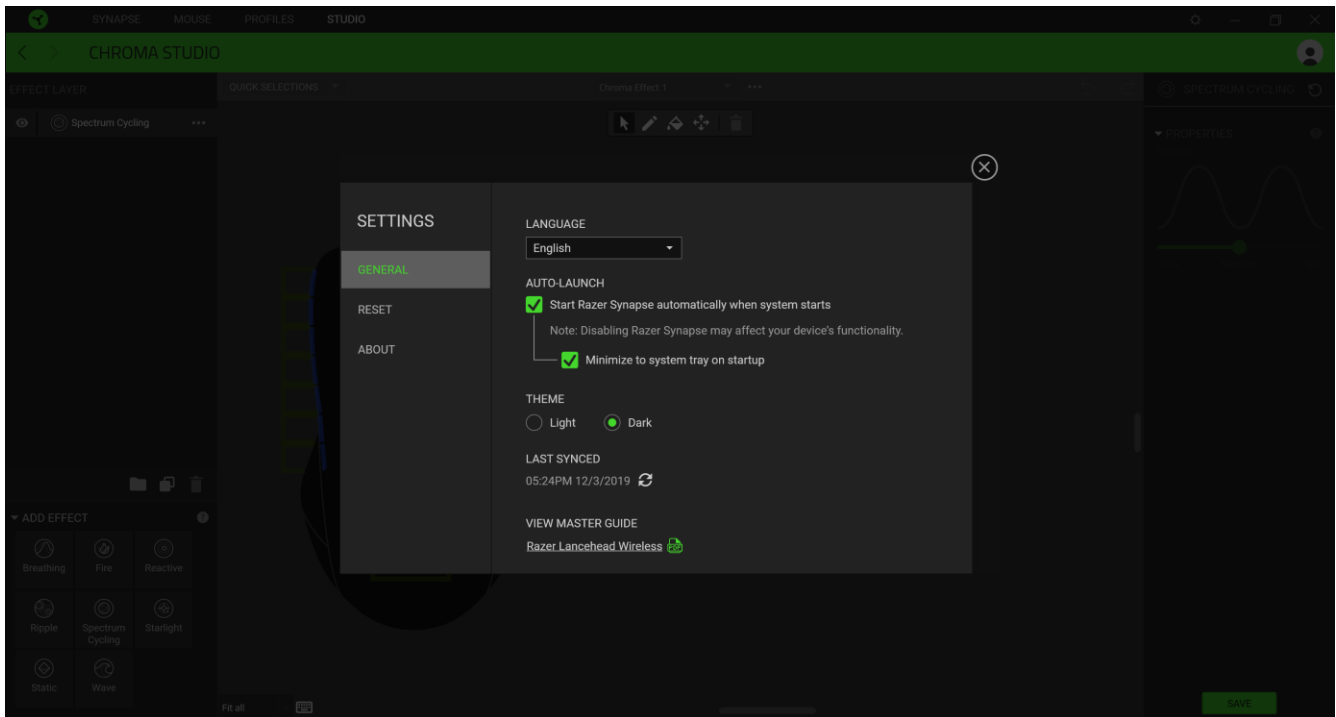 SYNAPSE MOUSE PROFILES STUDIO
CHROMA STUDIO
EFFECT LAYER
QUICK SELECTIONS
Chroma Effect 1
SPECTRUM CYCLING
Spectrum Cycling
PROPERTIES
SETTINGS
GENERAL
RESET
ABOUT
LANGUAGE
English
AUTO-LAUNCH
Start Razer Synapse automatically when system starts
Note: Disabling Razer Synapse may affect your device's functionality.
Minimize to system tray on startup
THEME
Light Dark
LAST SYNCED
05:24PM 12/3/2019
VIEW MASTER GUIDE
Razer Lancehead Wireless PDF
ADD EFFECT
Breathing Fire Reactive
Ripple Spectrum Cycling Starlight
Static Wave
Fit all
SAVE